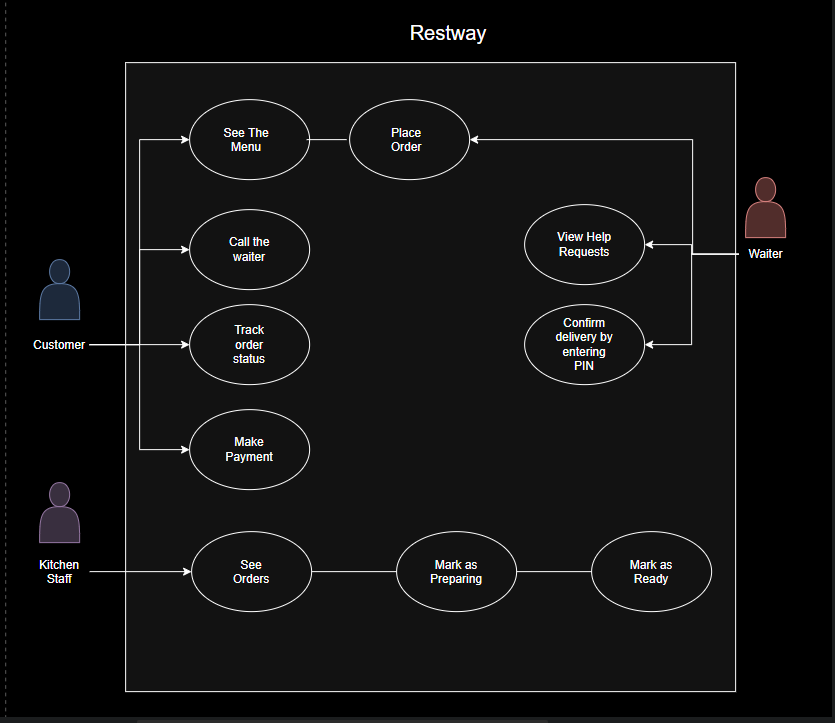 Restway
See The
Menu
Place
Order
Call the
waiter
View Help
Requests
Waiter
Track
order
status
Confirm
delivery by
entering
PIN
Customer
Make
Payment
Kitchen
Staff
See
Orders
Mark as
Preparing
Mark as
Ready